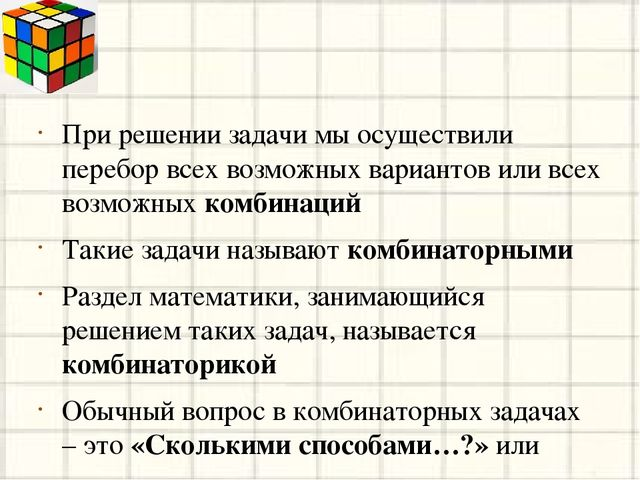 При решении задачи мы осуществили
перебор всех возможных вариантов или всех
возможных комбинаций
Такие задачи называют комбинаторными
Раздел математики, занимающийся
решением таких задач, называется
комбинаторикой
Обычный вопрос в комбинаторных задачах
– это «Сколькими способами…?» или